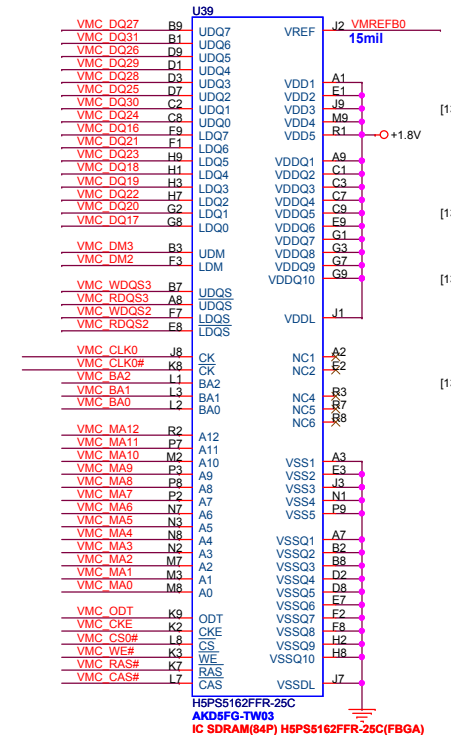 U39
VMC_DQ27 B9 UDQ7 VREF J2 VMREFB0
VMC_DQ31 B1 UDQ6 15mil
VMC_DQ26 D9 UDQ5
VMC_DQ29 D1 UDQ4
VMC_DQ28 D3 UDQ3 VDD1 A1
VMC_DQ25 D7 UDQ2 VDD2 E1
VMC_DQ30 C2 UDQ1 VDD3 J9
VMC_DQ24 C8 UDQ0 VDD4 M9
VMC_DQ16 F9 LDQ7 VDD5 R1 +1.8V
VMC_DQ21 F1 LDQ6
VMC_DQ23 H9 LDQ5 VDDQ1 A9
VMC_DQ18 H1 LDQ4 VDDQ2 C1
VMC_DQ19 H3 LDQ3 VDDQ3 C3
VMC_DQ22 H7 LDQ2 VDDQ4 C7
VMC_DQ20 G2 LDQ1 VDDQ5 C9
VMC_DQ17 G8 LDQ0 VDDQ6 E9
VDDQ7 G1
VMC_DM3 B3 UDM VDDQ8 G3
VMC_DM2 F3 LDM VDDQ9 G7
VDDQ10 G9
VMC_WDQS3 B7 UDQS
VMC_RDQS3 A8 UDQS
VMC_WDQS2 F7 LDQS VDDL J1
VMC_RDQS2 E8 LDQS
VMC_CLK0 J8 CK NC1 A2
VMC_CLK0# K8 CK NC2 E2
VMC_BA2 L1 BA2
VMC_BA1 L3 BA1 NC4 R3
VMC_BA0 L2 BA0 NC5 R7
NC6 R8
VMC_MA12 R2 A12
VMC_MA11 P7 A11
VMC_MA10 M2 A10 VSS1 A3
VMC_MA9 P3 A9 VSS2 E3
VMC_MA8 P8 A8 VSS3 J3
VMC_MA7 P2 A7 VSS4 N1
VMC_MA6 N7 A6 VSS5 P9
VMC_MA5 N3 A5
VMC_MA4 N8 A4 VSSQ1 A7
VMC_MA3 N2 A3 VSSQ2 B2
VMC_MA2 M7 A2 VSSQ3 B8
VMC_MA1 M3 A1 VSSQ4 D2
VMC_MA0 M8 A0 VSSQ5 D8
VSSQ6 E7
VMC_ODT K9 ODT VSSQ7 F2
VMC_CKE K2 CKE VSSQ8 F8
VMC_CS0# L8 CS VSSQ9 H2
VMC_WE# K3 WE VSSQ10 H8
VMC_RAS# K7 RAS
VMC_CAS# L7 CAS VSSDL J7
H5PS5162FFR-25C
AKD5FG-TW03
IC SDRAM(84P) H5PS5162FFR-25C(FBGA)